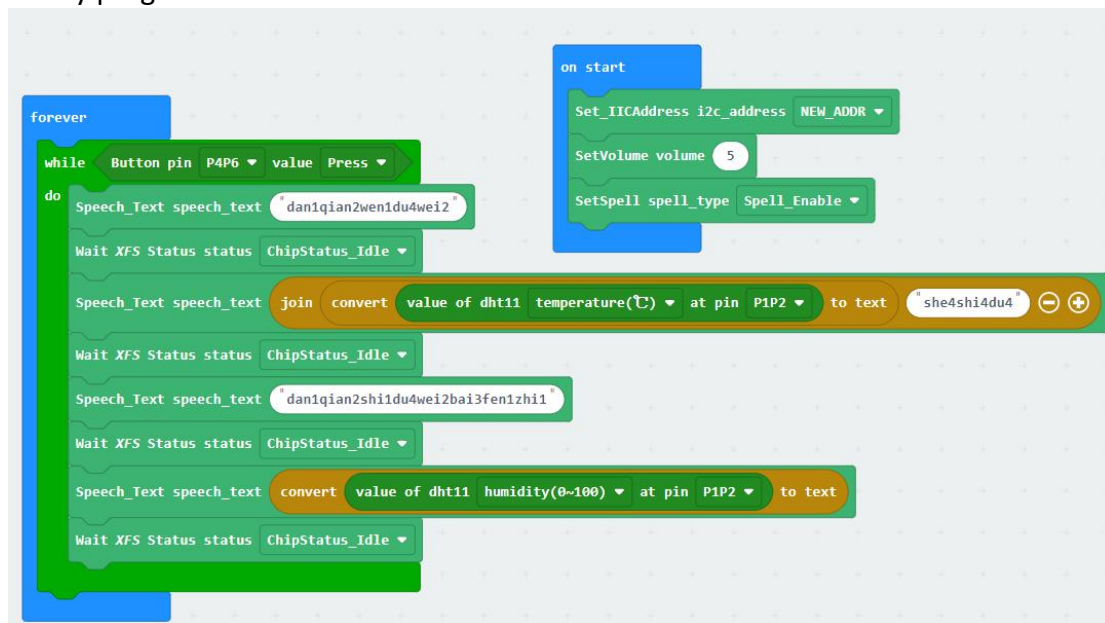 on start
Set_IICAddress i2c_address NEW_ADDR
SetVolume volume 5
SetSpell spell_type Spell_Enable
forever
while Button pin P4P6 value Press
do
Speech_Text speech_text "dan1qian2wen1du4wei2"
Wait XFS Status status ChipStatus_Idle
Speech_Text speech_text join convert value of dht11 temperature(℃) at pin P1P2 to text "she4shi4du4"
Wait XFS Status status ChipStatus_Idle
Speech_Text speech_text "dan1qian2shi1du4wei2bai3fen1zhi1"
Wait XFS Status status ChipStatus_Idle
Speech_Text speech_text convert value of dht11 humidity(0~100) at pin P1P2 to text
Wait XFS Status status ChipStatus_Idle